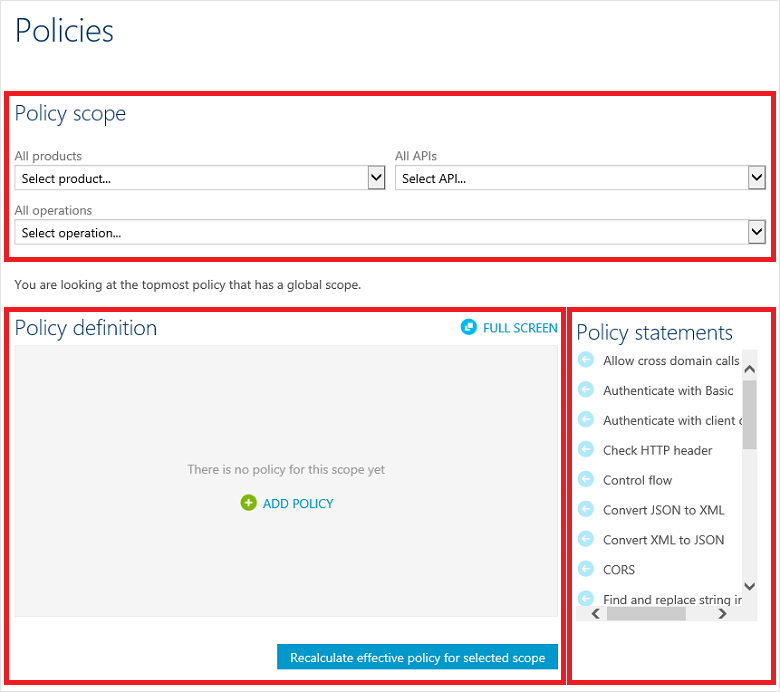 Policies
Policy scope
All products
All APIs
Select product...
Select API...
All operations
Select operation...
You are looking at the topmost policy that has a global scope.
Policy definition
FULL SCREEN
There is no policy for this scope yet
ADD POLICY
Recalculate effective policy for selected scope
Policy statements
Allow cross domain calls
Authenticate with Basic
Authenticate with client
Check HTTP header
Control flow
Convert JSON to XML
Convert XML to JSON
CORS
Find and replace string in